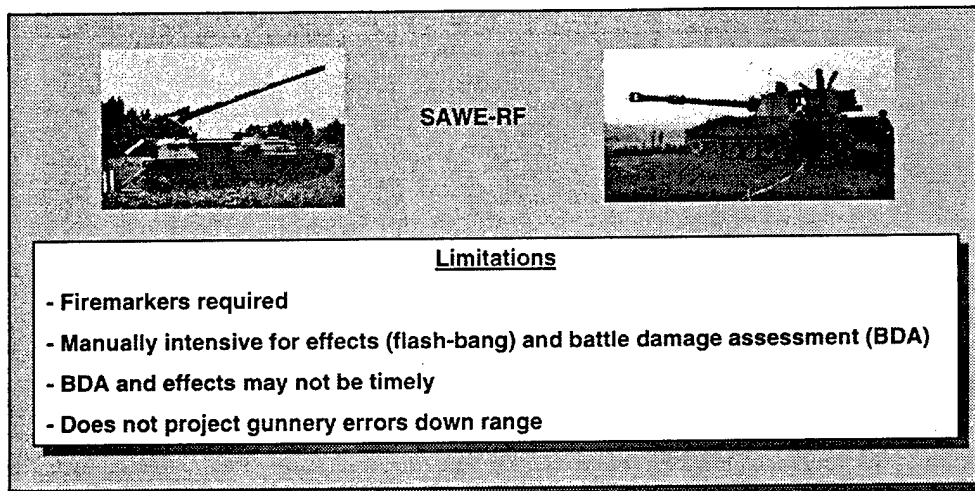 SAWE-RF
Limitations
- Firemarkers required
- Manually intensive for effects (flash-bang) and battle damage assessment (BDA)
- BDA and effects may not be timely
- Does not project gunnery errors down range